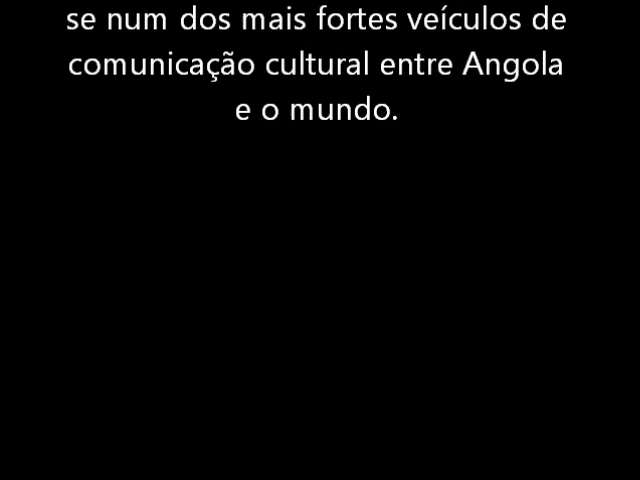 se num dos mais fortes veículos de
comunicação cultural entre Angola
e o mundo.